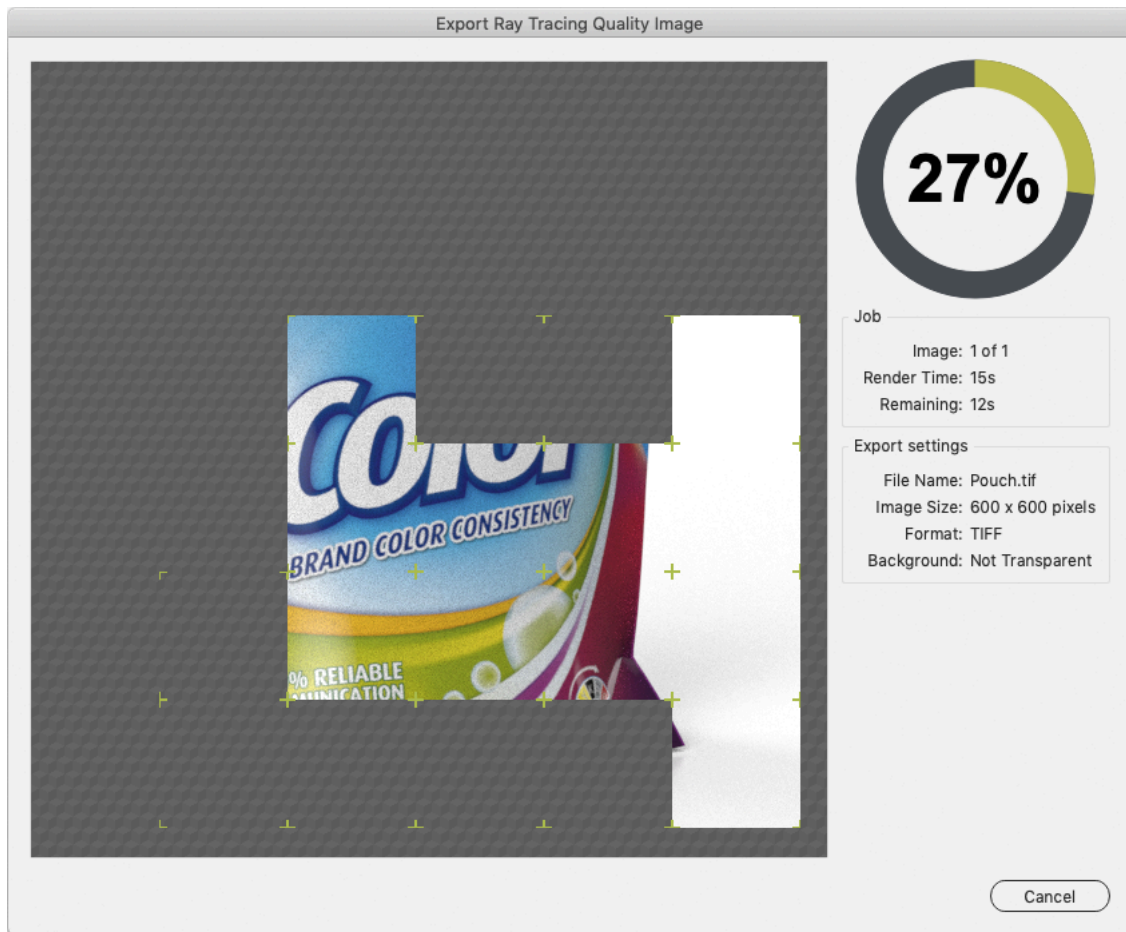 Export Ray Tracing Quality Image
27%
Color
BRAND COLOR CONSISTENCY
% RELIABLE
MUNICATION
Job
Image: 1 of 1
Render Time: 15s
Remaining: 12s
Export settings
File Name: Pouch.tif
Image Size: 600 x 600 pixels
Format: TIFF
Background: Not Transparent
Cancel